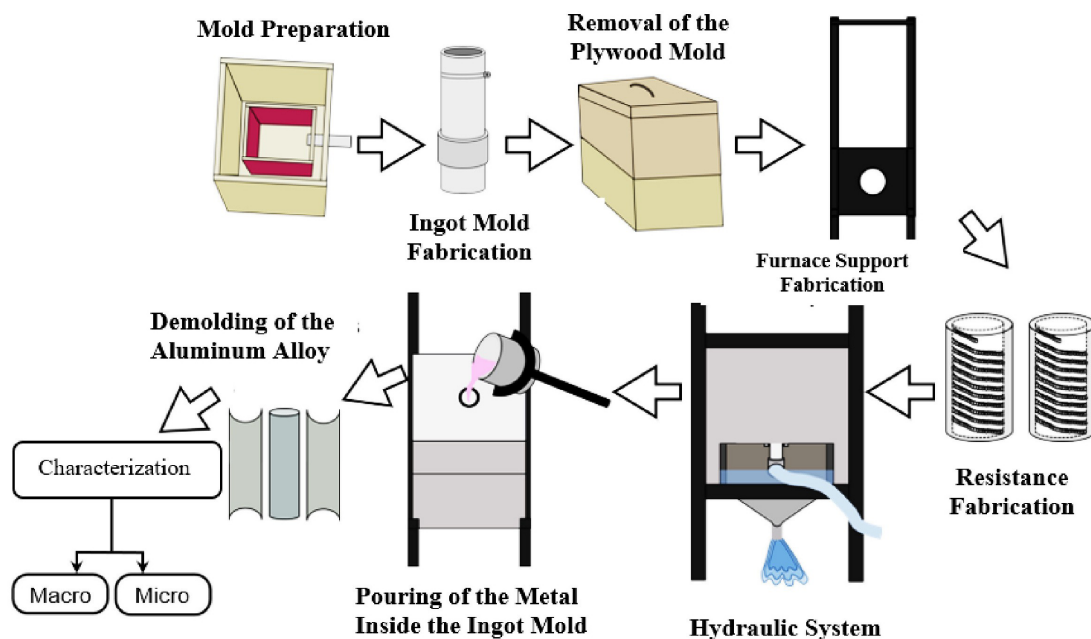 Mold Preparation
Ingot Mold
Fabrication
Removal of the
Plywood Mold
Furnace Support
Fabrication
Resistance
Fabrication
Hydraulic System
Pouring of the Metal
Inside the Ingot Mold
Demolding of the
Aluminum Alloy
Characterization
Macro
Micro